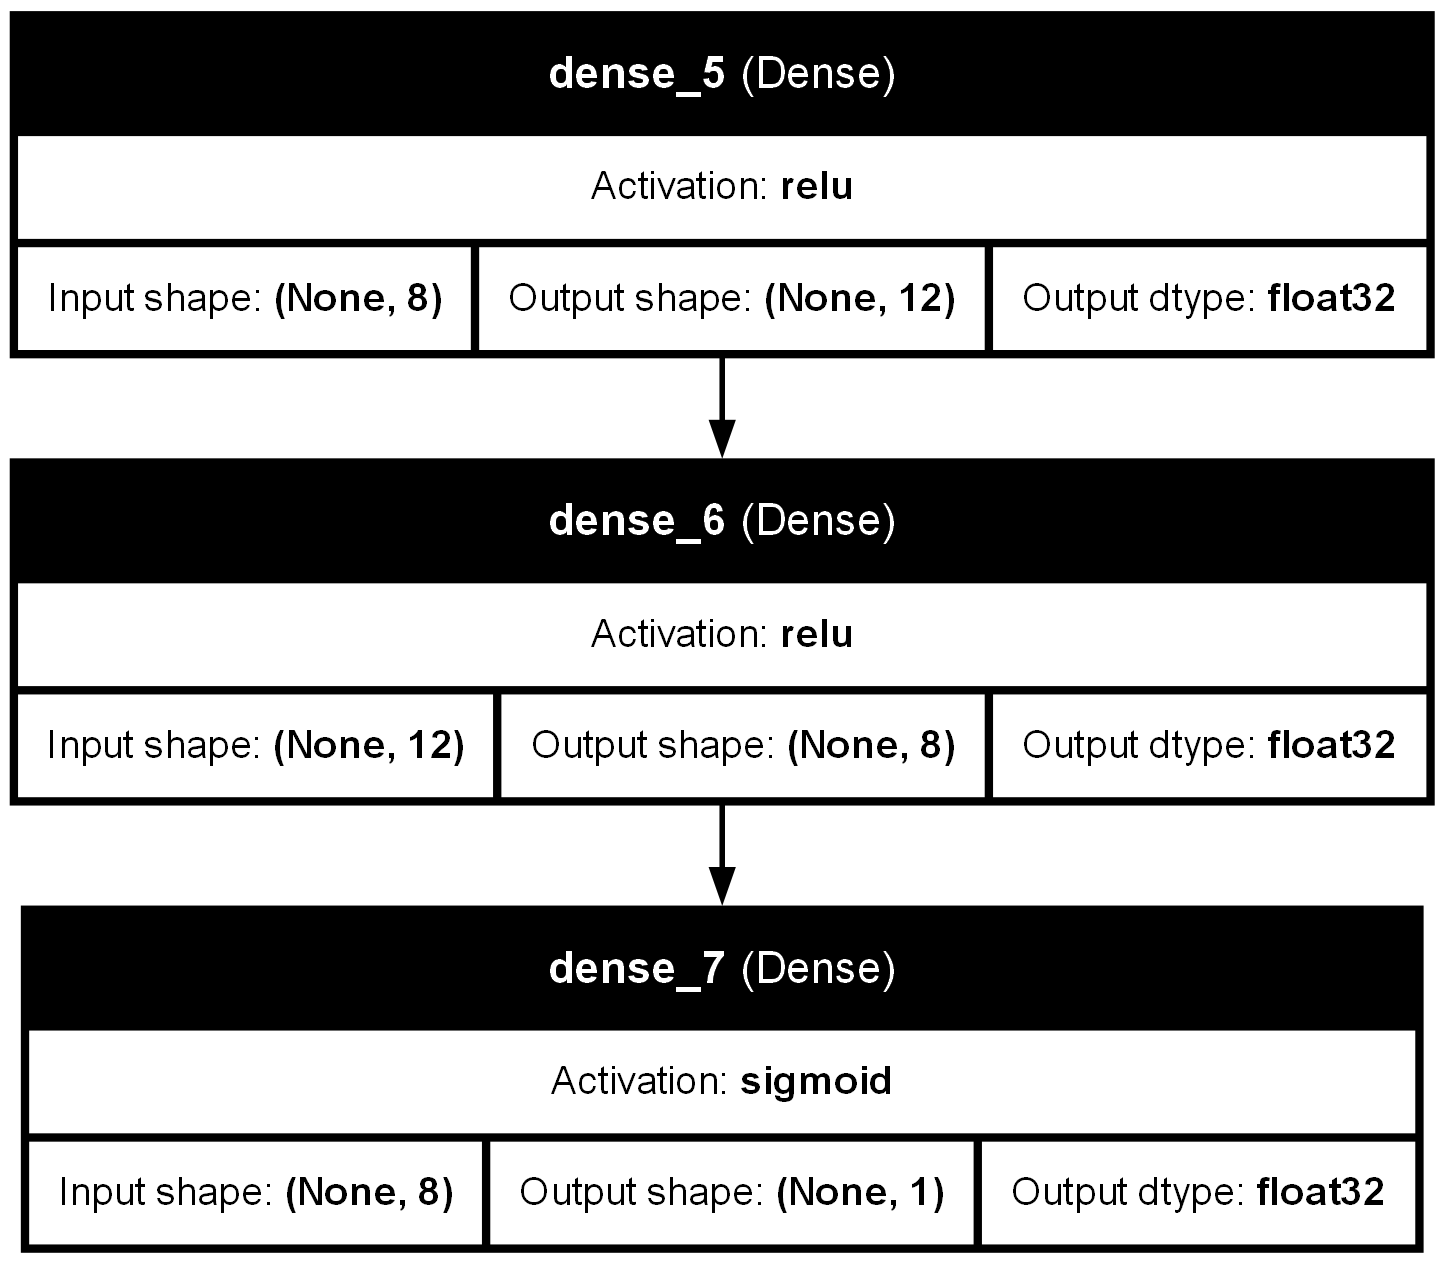 dense_5 (Dense)
Activation: relu
Input shape: (None, 8) Output shape: (None, 12) Output dtype: float32
dense_6 (Dense)
Activation: relu
Input shape: (None, 12) Output shape: (None, 8) Output dtype: float32
dense_7 (Dense)
Activation: sigmoid
Input shape: (None, 8) Output shape: (None, 1) Output dtype: float32